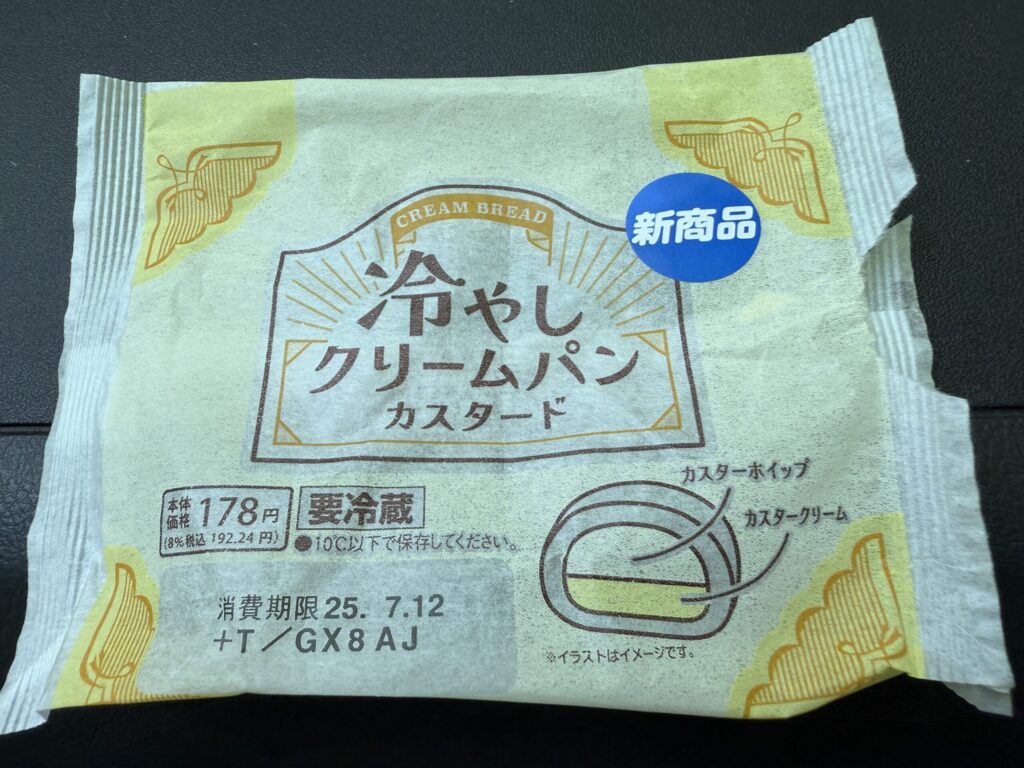 CREAM BREAD
新商品
冷やし
クリームパン
カスタード
カスターホイップ
カスタークリーム
本体
価格 178円
(8%税込 192.24円)
要冷蔵
●10℃以下で保存してください。
消費期限 25. 7.12
+T/GX8AJ
※イラストはイメージです。